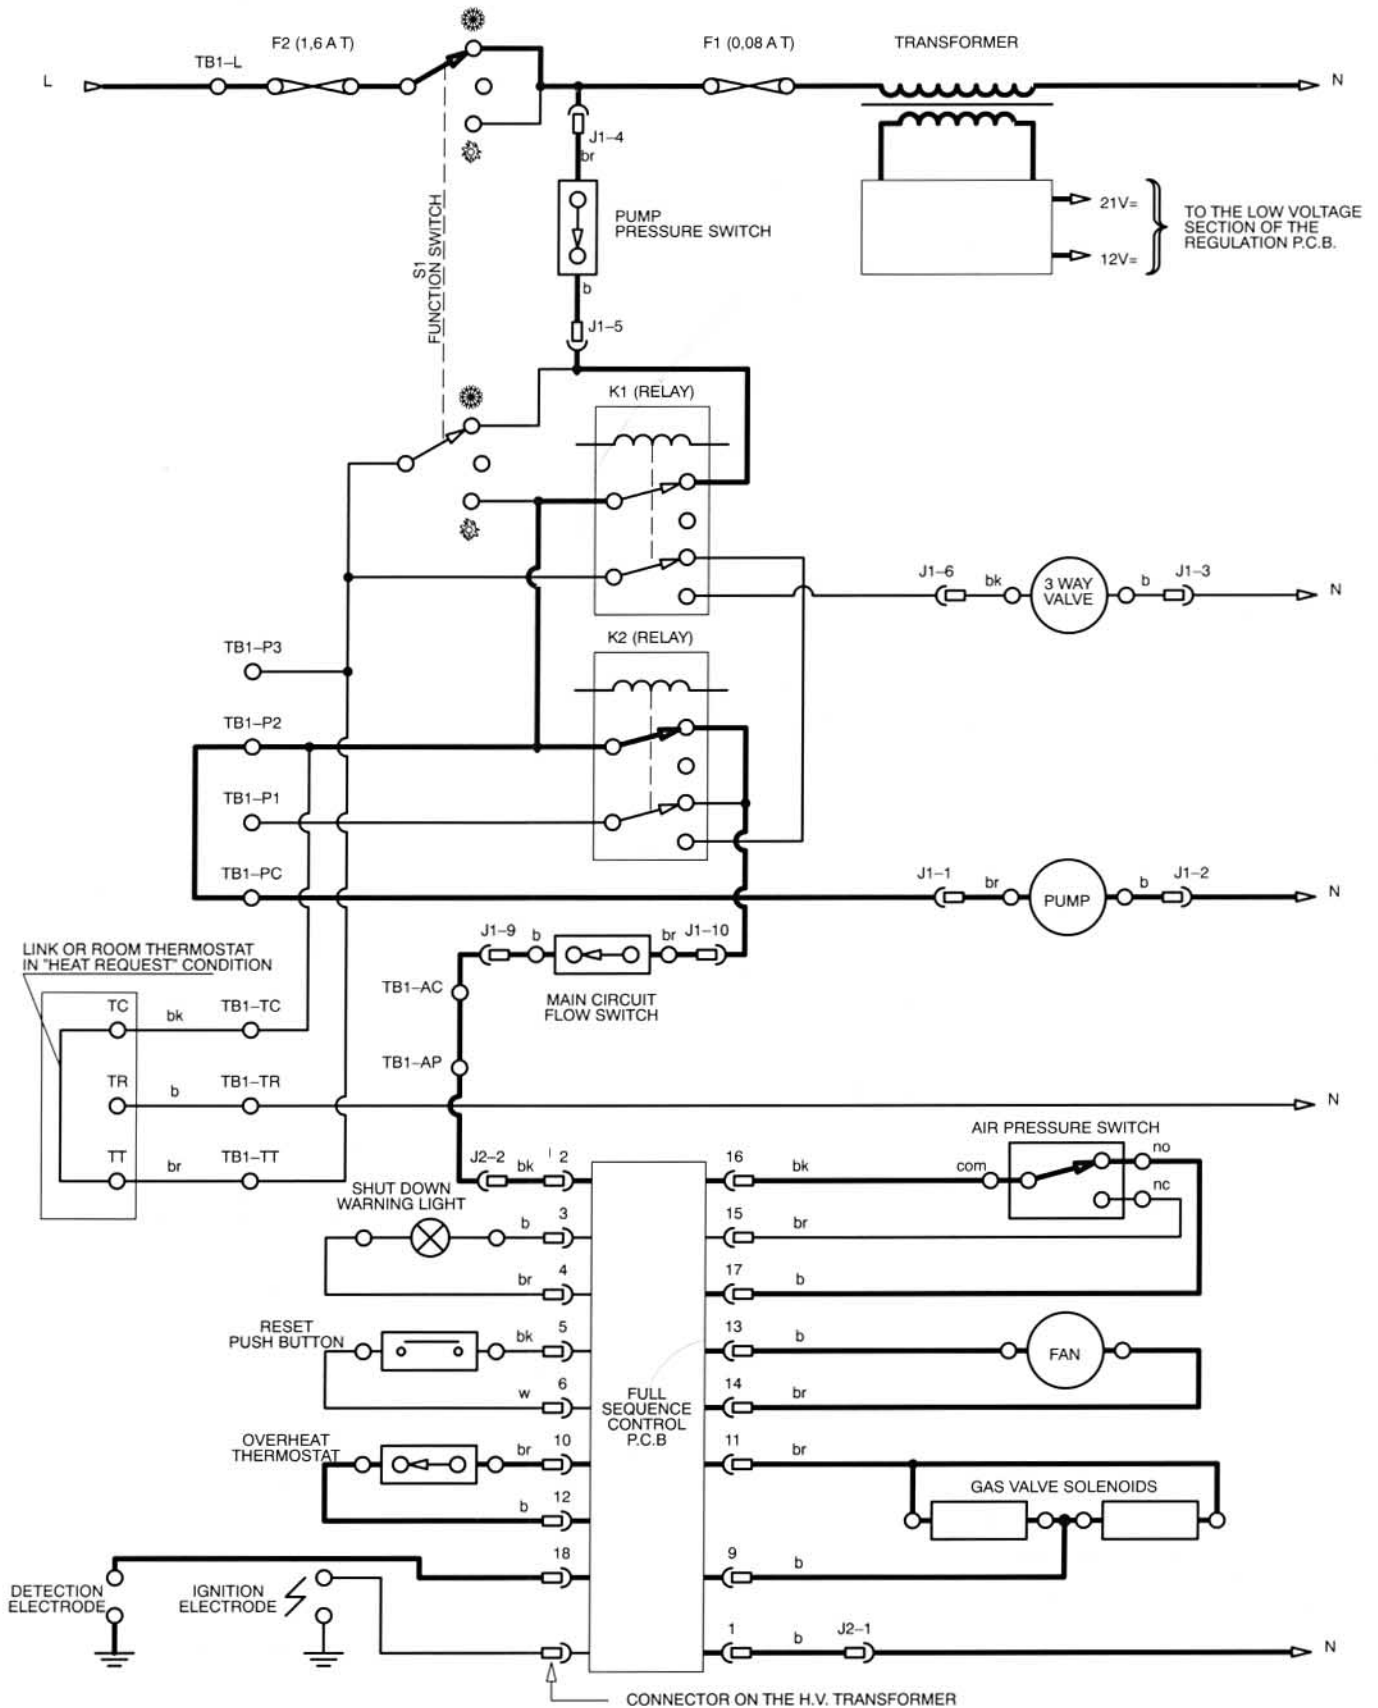 F2 (1,6 A T)
F1 (0,08 A T)
TRANSFORMER
TB1–L
L
N
J1–4
br
PUMP
PRESSURE SWITCH
21V=
12V=
TO THE LOW VOLTAGE
SECTION OF THE
REGULATION P.C.B.
S1
FUNCTION SWITCH
b
J1–5
K1 (RELAY)
J1–6
bk
3 WAY
VALVE
b
J1–3
N
K2 (RELAY)
TB1–P3
TB1–P2
TB1–P1
TB1–PC
J1–1
br
PUMP
b
J1–2
N
LINK OR ROOM THERMOSTAT
IN "HEAT REQUEST" CONDITION
J1–9
b
br
J1–10
TB1–AC
MAIN CIRCUIT
FLOW SWITCH
TC
bk
TB1–TC
TB1–AP
TR
b
TB1–TR
N
TT
br
TB1–TT
AIR PRESSURE SWITCH
J2–2
bk
2
16
bk
com
no
nc
SHUT DOWN
WARNING LIGHT
b
3
15
br
br
4
17
b
RESET
PUSH BUTTON
bk
5
13
b
FAN
w
6
14
br
FULL
SEQUENCE
CONTROL
P.C.B
OVERHEAT
THERMOSTAT
br
10
11
br
GAS VALVE SOLENOIDS
b
12
18
9
b
DETECTION
ELECTRODE
IGNITION
ELECTRODE
1
b
J2–1
N
CONNECTOR ON THE H.V. TRANSFORMER